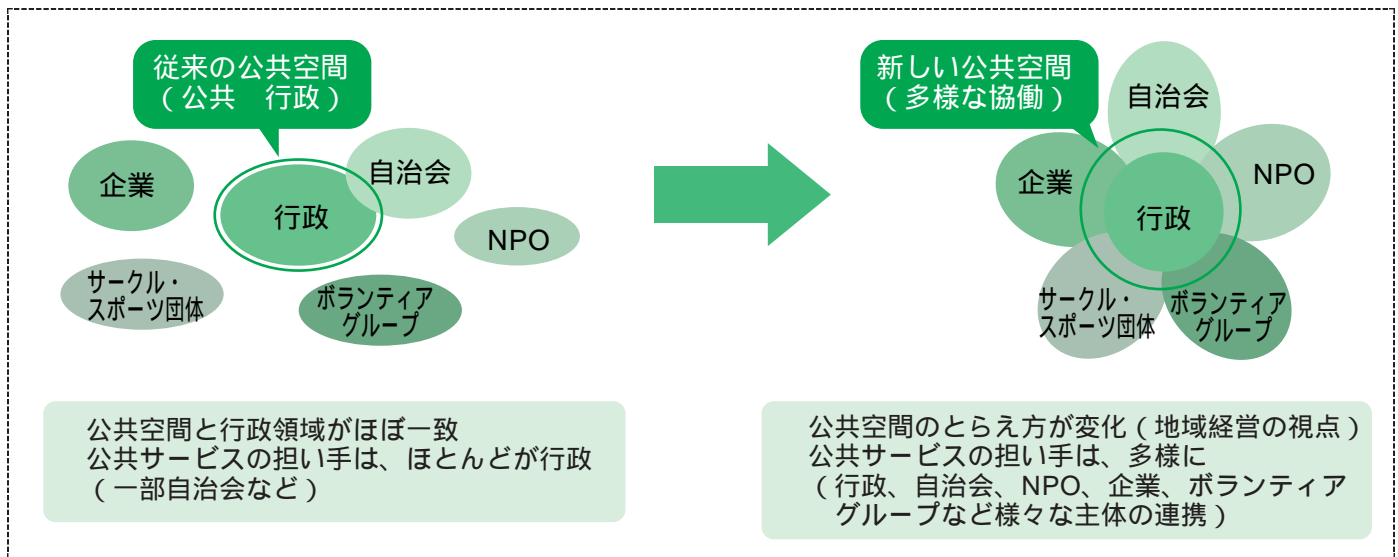 従来の公共空間
（公共　行政）
企業
行政
自治会
NPO
サークル・
スポーツ団体
ボランティア
グループ
公共空間と行政領域がほぼ一致
公共サービスの担い手は、ほとんどが行政
（一部自治会など）
新しい公共空間
（多様な協働）
自治会
企業
行政
NPO
サークル・
スポーツ団体
ボランティア
グループ
公共空間のとらえ方が変化（地域経営の視点）
公共サービスの担い手は、多様に
（行政、自治会、NPO、企業、ボランティア
グループなど様々な主体の連携）